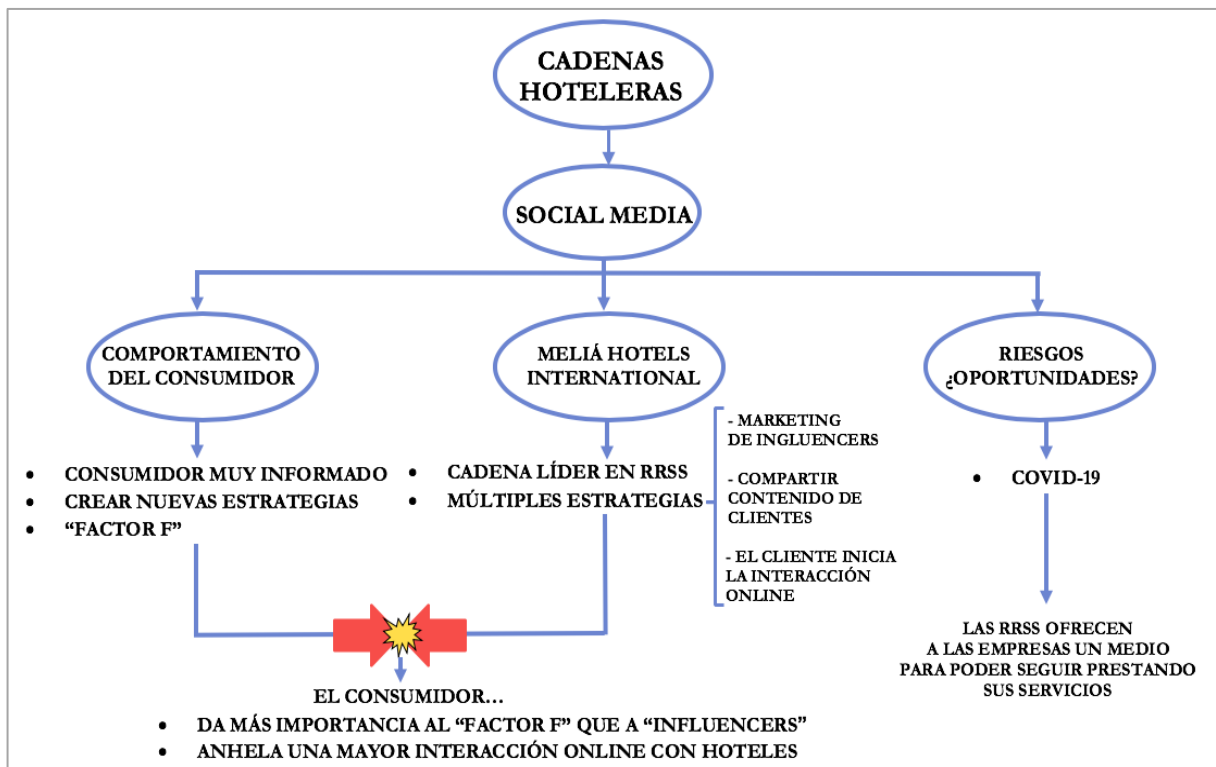 CADENAS
HOTELERAS
SOCIAL MEDIA
COMPORTAMIENTO
DEL CONSUMIDOR
• CONSUMIDOR MUY INFORMADO
• CREAR NUEVAS ESTRATEGIAS
• “FACTOR F”
MELIÁ HOTELS
INTERNATIONAL
• CADENA LÍDER EN RRSS
• MÚLTIPLES ESTRATEGIAS
- MARKETING
DE INGLUENCERS
- COMPARTIR
CONTENIDO DE
CLIENTES
- EL CLIENTE INICIA
LA INTERACCIÓN
ONLINE
RIESGOS
¿OPORTUNIDADES?
• COVID-19
LAS RRSS OFRECEN
A LAS EMPRESAS UN MEDIO
PARA PODER SEGUIR PRESTANDO
SUS SERVICIOS
EL CONSUMIDOR…
• DA MÁS IMPORTANCIA AL “FACTOR F” QUE A “INFLUENCERS”
• ANHELA UNA MAYOR INTERACCIÓN ONLINE CON HOTELES